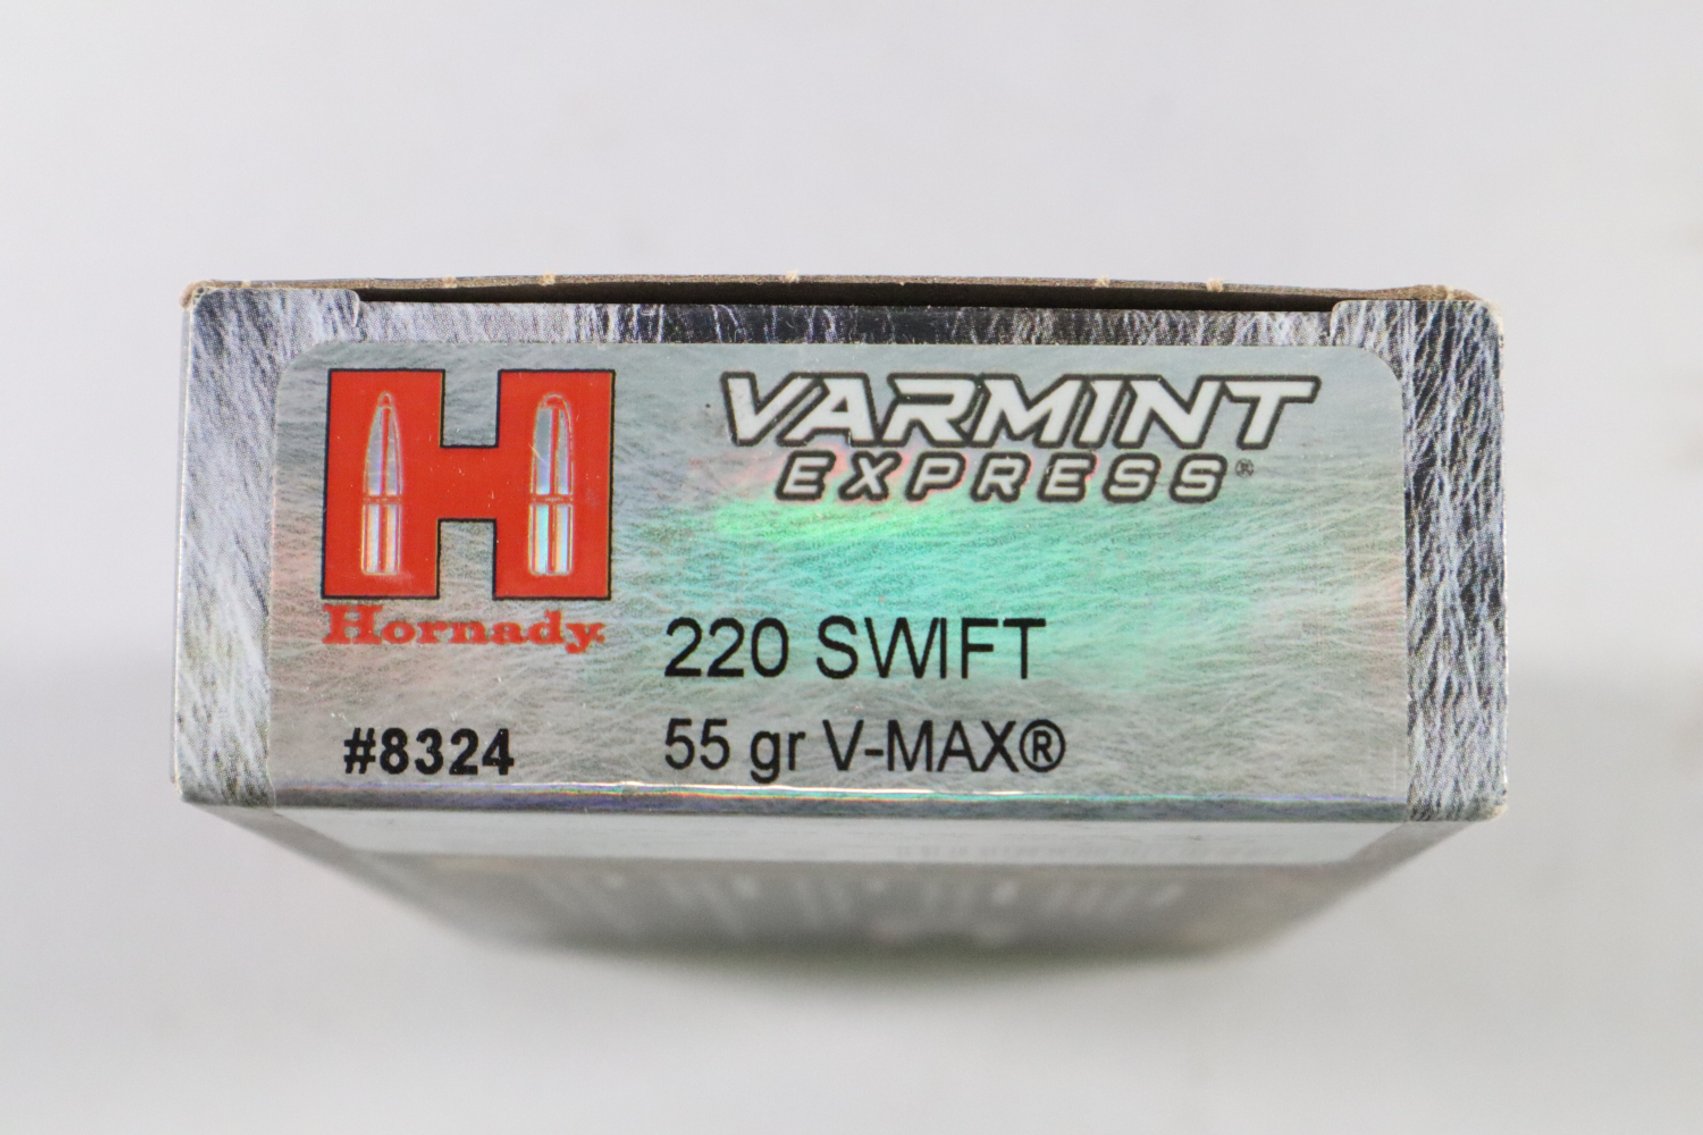 VARMINT
EXPRESS®
Hornady
220 SWIFT
#8324
55 gr V-MAX®